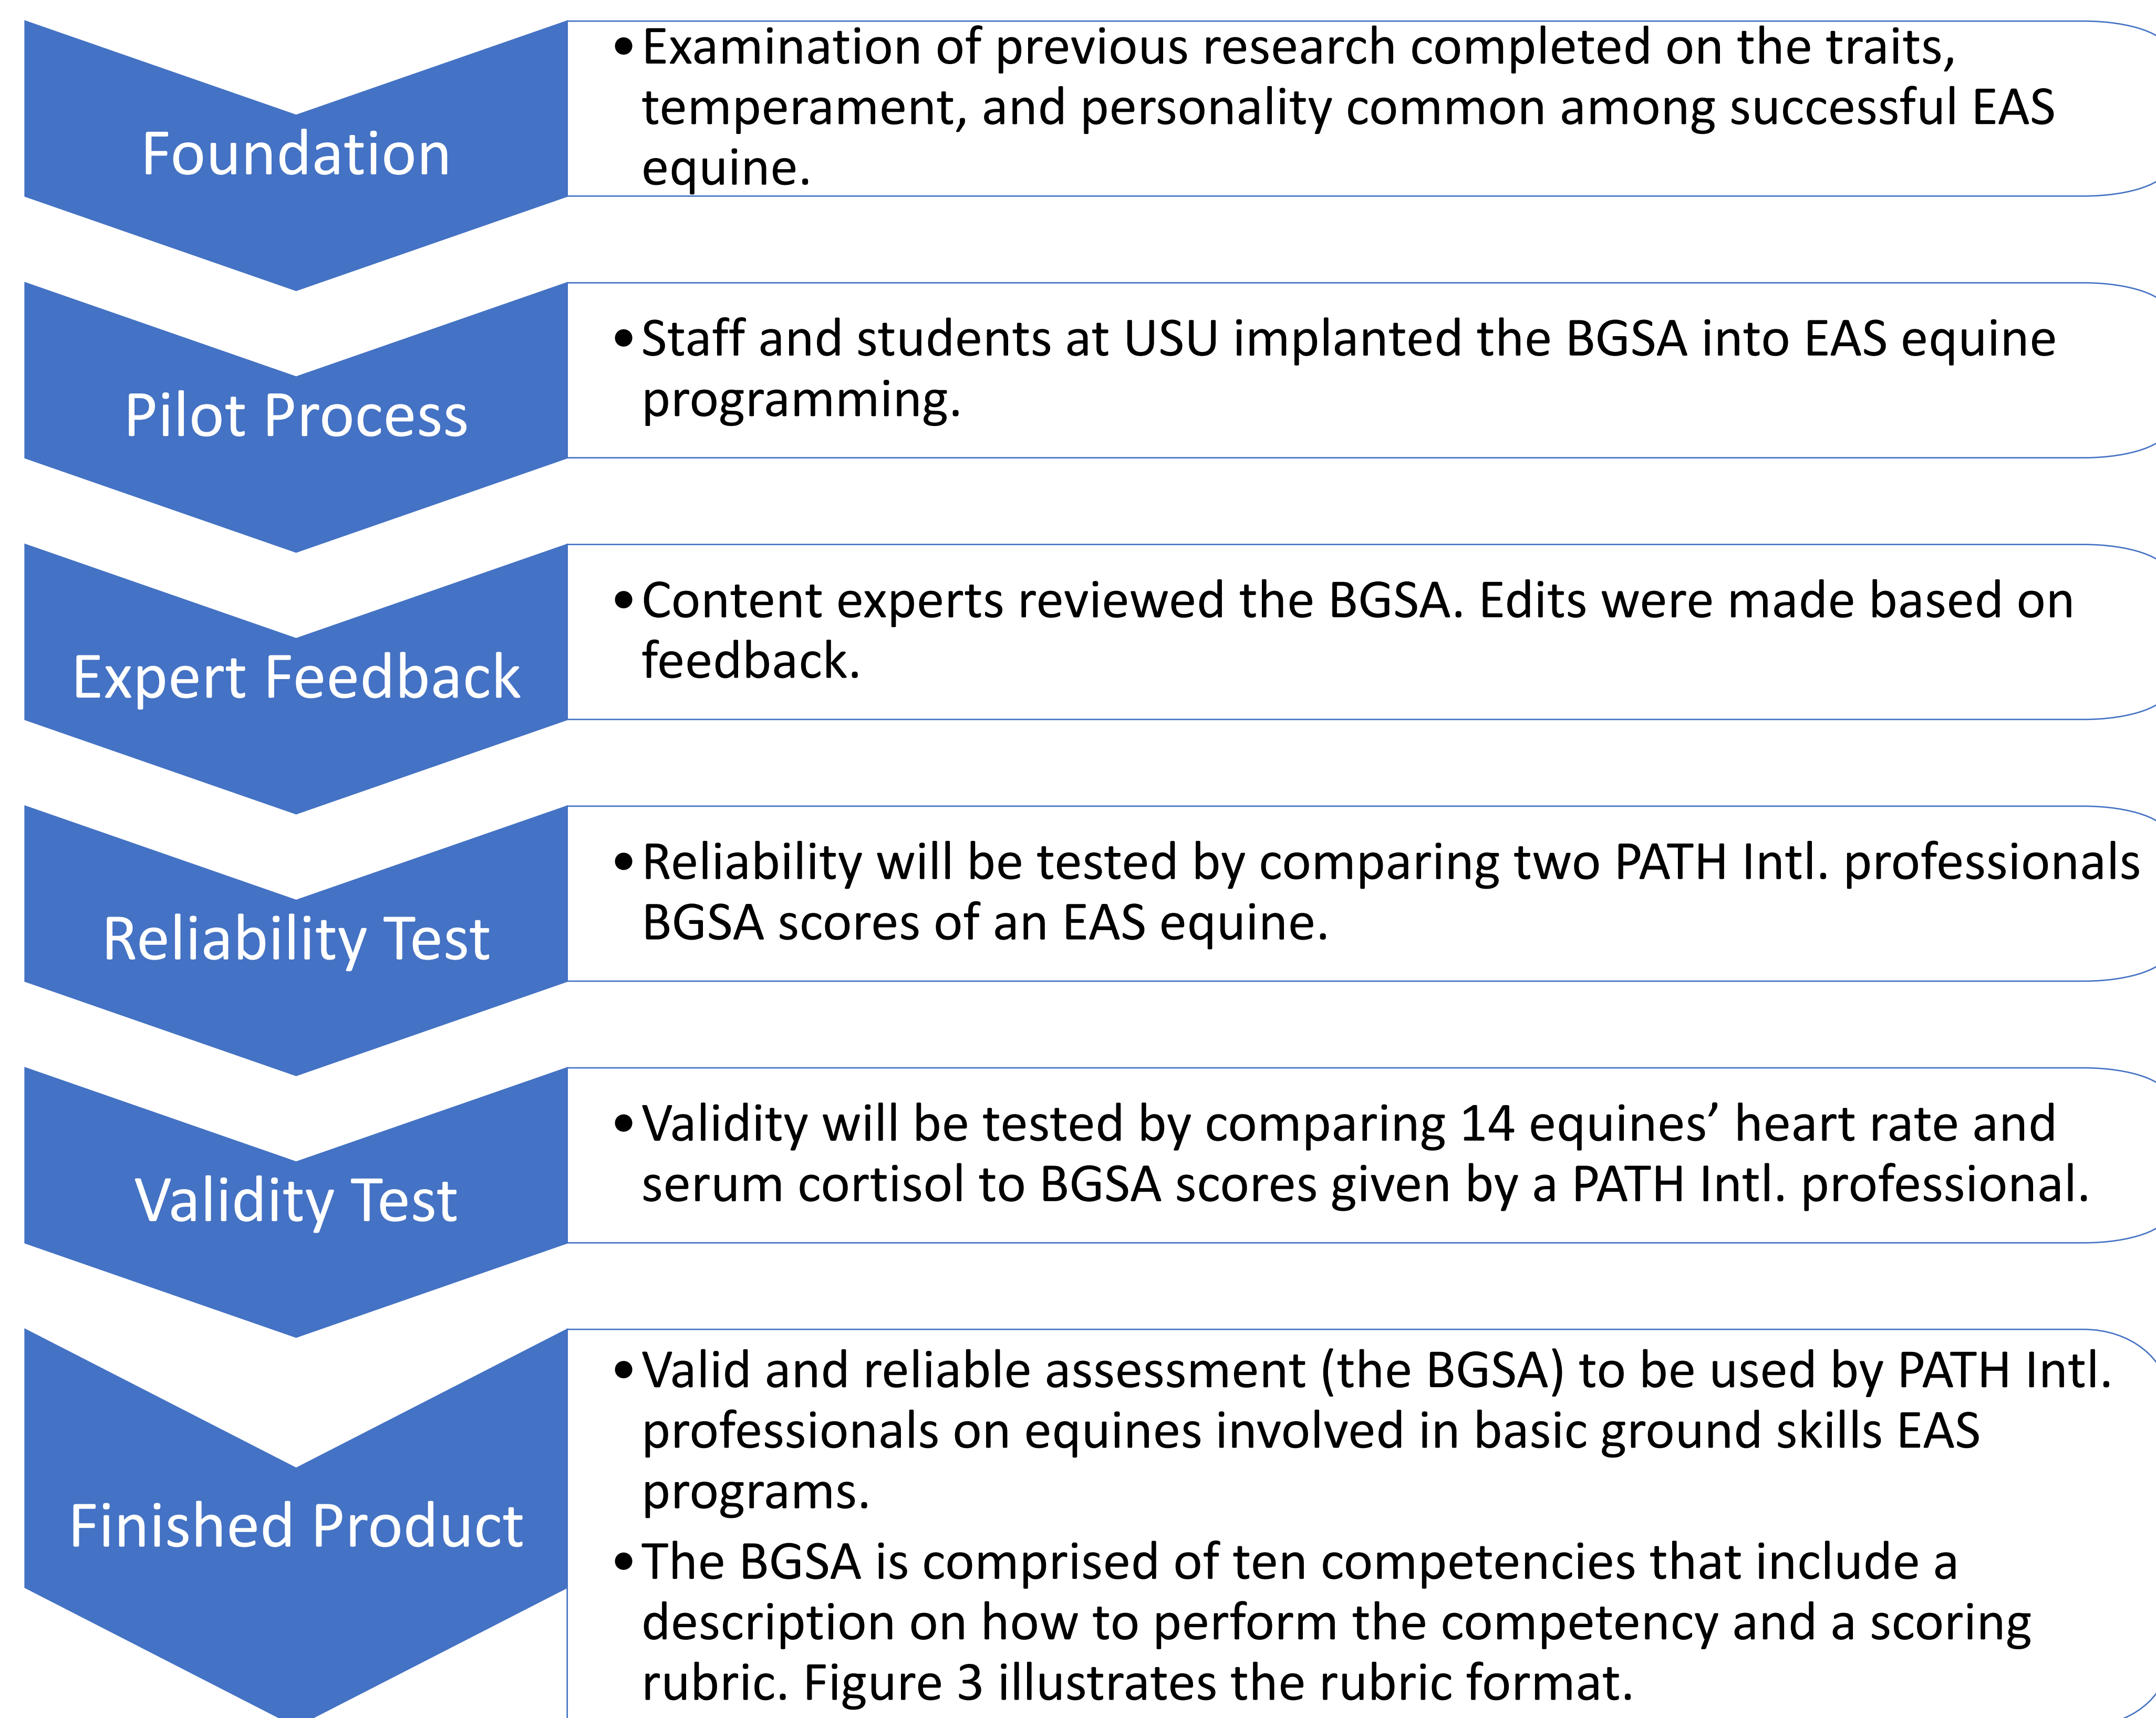 Foundation
•Examination of previous research completed on the traits,
temperament, and personality common among successful EAS
equine.
Pilot Process
•Staff and students at USU implanted the BGSA into EAS equine
programming.
Expert Feedback
•Content experts reviewed the BGSA. Edits were made based on
feedback.
Reliability Test
•Reliability will be tested by comparing two PATH Intl. professionals
BGSA scores of an EAS equine.
Validity Test
•Validity will be tested by comparing 14 equines’ heart rate and
serum cortisol to BGSA scores given by a PATH Intl. professional.
Finished Product
•Valid and reliable assessment (the BGSA) to be used by PATH Intl.
professionals on equines involved in basic ground skills EAS
programs.
•The BGSA is comprised of ten competencies that include a
description on how to perform the competency and a scoring
rubric. Figure 3 illustrates the rubric format.